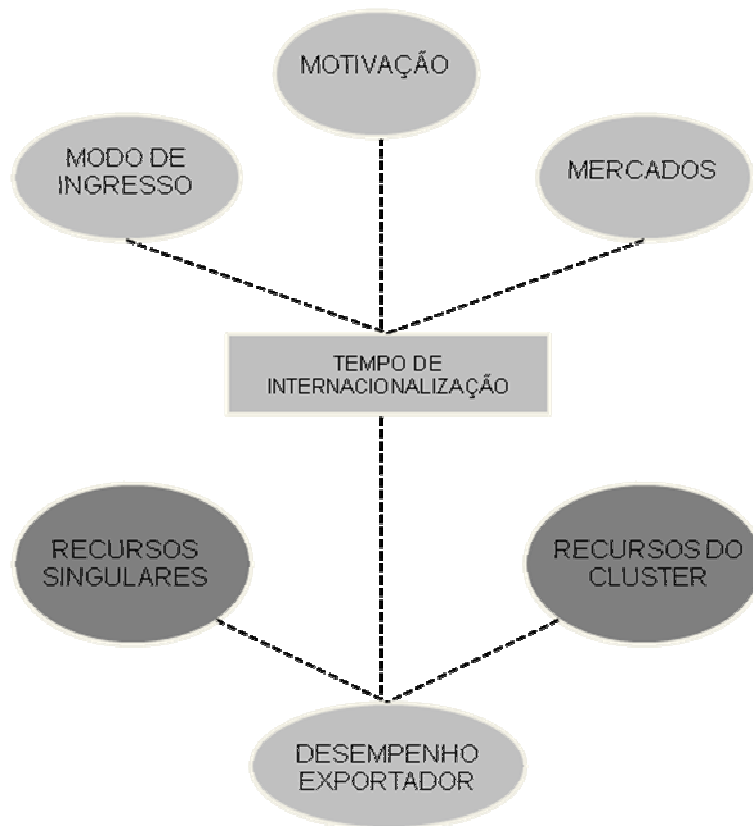 MOTIVAÇÃO
MODO DE
INGRESSO
MERCADOS
TEMPO DE
INTERNACIONALIZAÇÃO
RECURSOS
SINGULARES
RECURSOS DO
CLUSTER
DESEMPENHO
EXPORTADOR